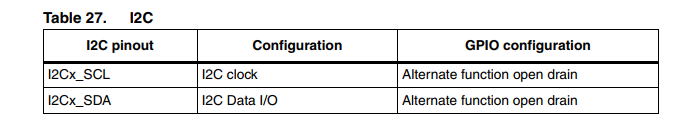 Table 27. I2C
I2C pinout Configuration GPIO configuration
I2Cx_SCL I2C clock Alternate function open drain
I2Cx_SDA I2C Data I/O Alternate function open drain